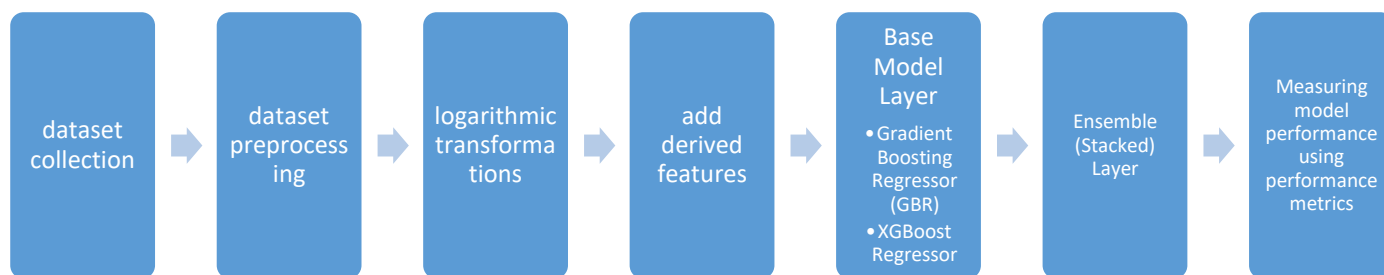 dataset
collection
dataset
preprocess
ing
logarithmic
transforma
tions
add
derived
features
Base
Model
Layer
•Gradient
Boosting
Regressor
(GBR)
•XGBoost
Regressor
Ensemble
(Stacked)
Layer
Measuring
model
performance
using
performance
metrics